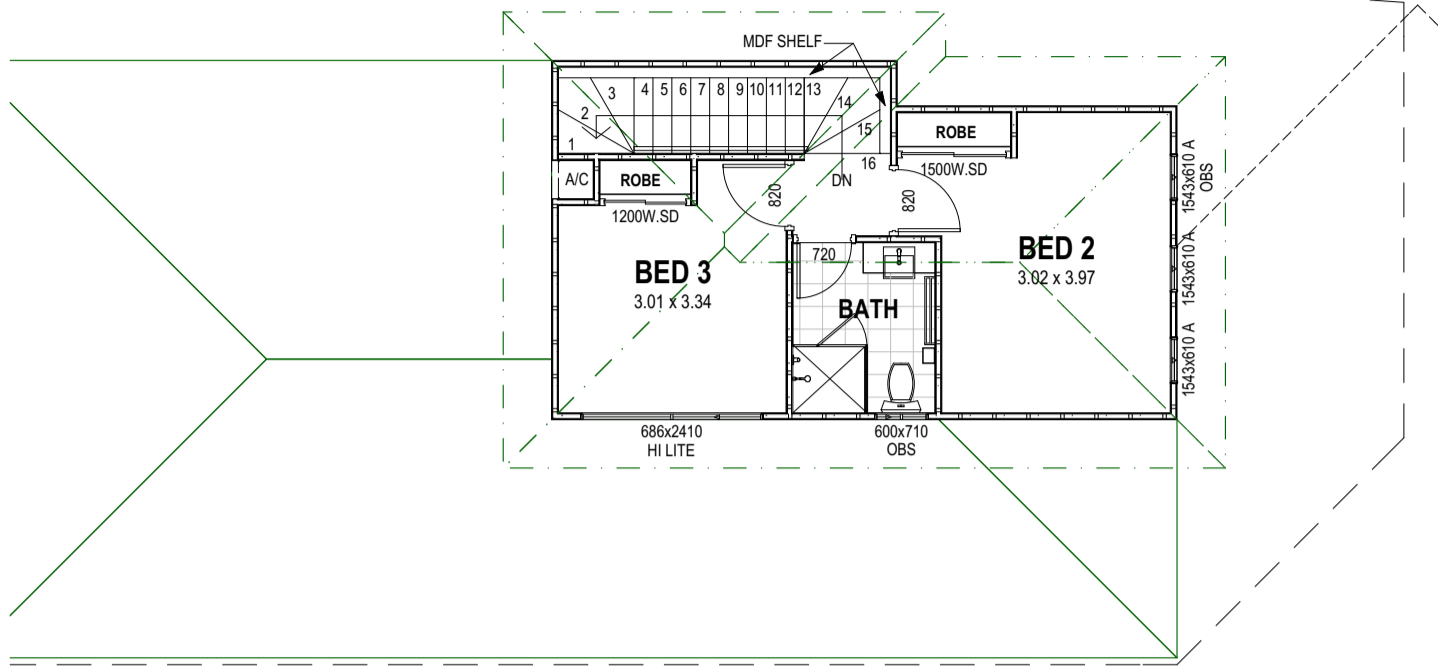 MDF SHELF
1
2
3
4
5
6
7
8
9
10
11
12
13
14
15
16
DN
A/C
ROBE
1200W.SD
820
ROBE
1500W.SD
820
720
BED 3
3.01 x 3.34
BATH
BED 2
3.02 x 3.97
1543x610 A
OBS
1543x610 A
1543x610 A
686x2410
HI LITE
600x710
OBS